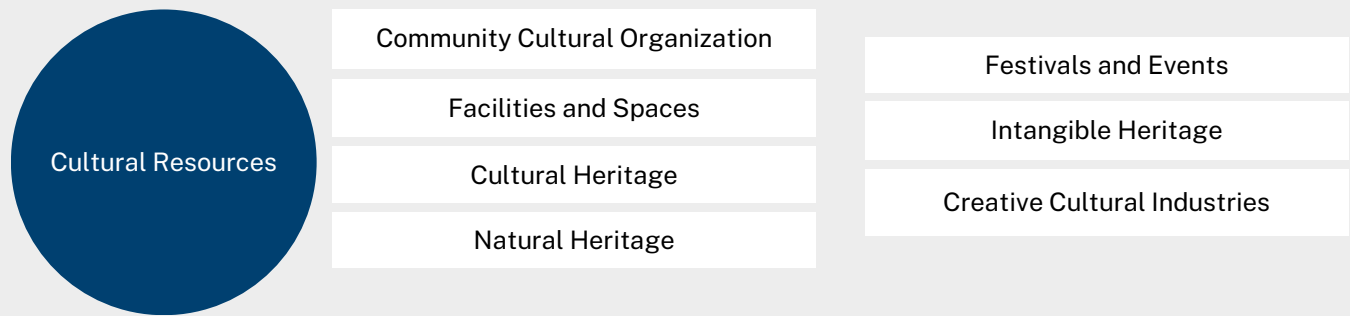 Cultural Resources
Community Cultural Organization
Facilities and Spaces
Cultural Heritage
Natural Heritage
Festivals and Events
Intangible Heritage
Creative Cultural Industries